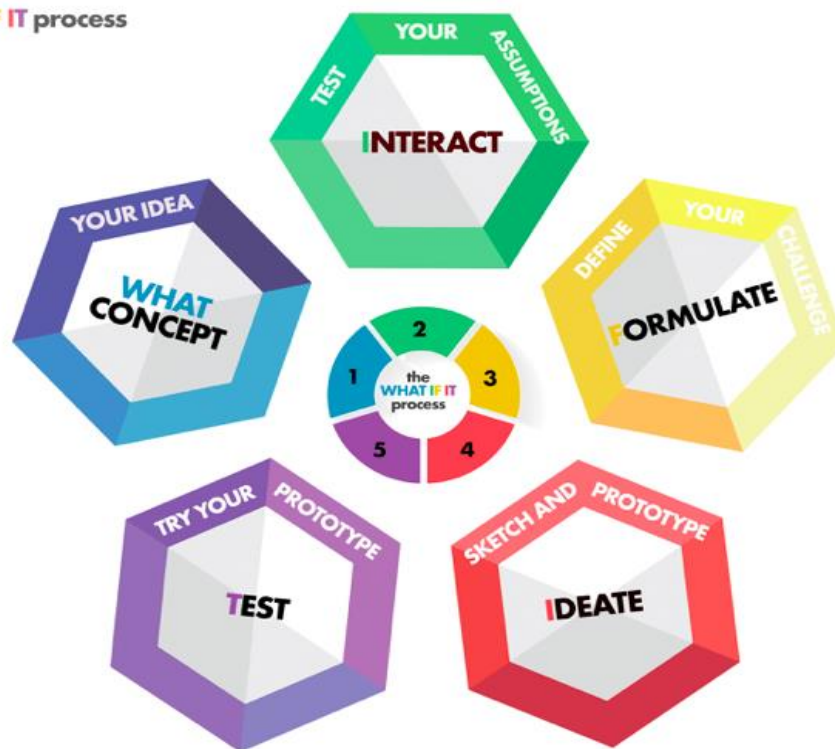 IT process
TEST YOUR ASSUMPTIONS
INTERACT
YOUR IDEA
WHAT
CONCEPT
DEFINE YOUR CHALLENGE
FORMULATE
1
2
3
4
5
the
WHAT IF IT
process
TRY YOUR PROTOTYPE
TEST
SKETCH AND PROTOTYPE
IDEATE